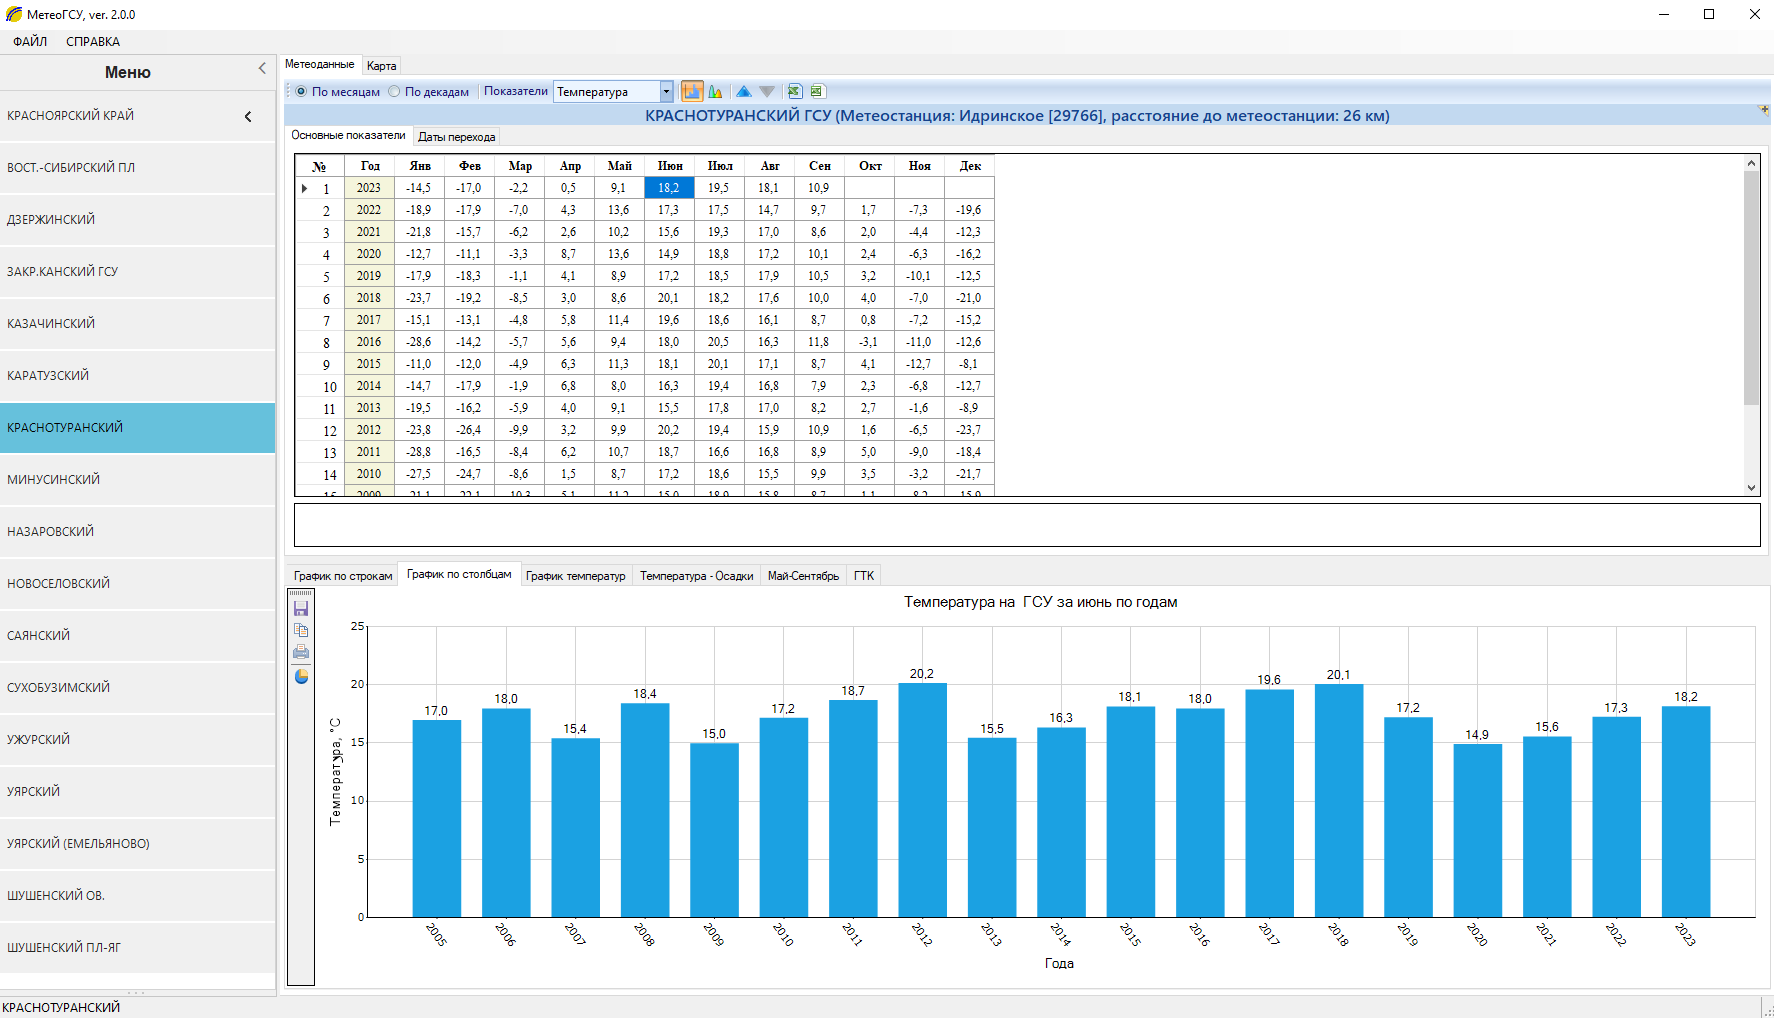 МетеоГСУ, ver. 2.0.0
ФАЙЛ СПРАВКА
Меню
КРАСНОЯРСКИЙ КРАЙ
ВОСТ.-СИБИРСКИЙ ПЛ
ДЗЕРЖИНСКИЙ
ЗАКР.КАНСКИЙ ГСУ
КАЗАЧИНСКИЙ
КАРАТУЗСКИЙ
КРАСНОТУРАНСКИЙ
МИНУСИНСКИЙ
НАЗАРОВСКИЙ
НОВОСЕЛОВСКИЙ
САЯНСКИЙ
СУХОБУЗИМСКИЙ
УЖУРСКИЙ
УЯРСКИЙ
УЯРСКИЙ (ЕМЕЛЬЯНОВО)
ШУШЕНСКИЙ ОВ.
ШУШЕНСКИЙ ПЛ-ЯГ
Метеоданные Карта
По месяцам По декадам Показатели Температура
КРАСНОТУРАНСКИЙ ГСУ (Метеостанция: Идринское [29766], расстояние до метеостанции: 26 км)
Основные показатели Даты перехода
№ Год Янв Фев Мар Апр Май Июн Июл Авг Сен Окт Ноя Дек
1 2023 -14,5 -17,0 -2,2 0,5 9,1 18,2 19,5 18,1 10,9
2 2022 -18,9 -17,9 -7,0 4,3 13,6 17,3 17,5 14,7 9,7 1,7 -7,3 -19,6
3 2021 -21,8 -15,7 -6,2 2,6 10,2 15,6 19,3 17,0 8,6 2,0 -4,4 -12,3
4 2020 -12,7 -11,1 -3,3 8,7 13,6 14,9 18,8 17,2 10,1 2,4 -6,3 -16,2
5 2019 -17,9 -18,3 -1,1 4,1 8,9 17,2 18,5 17,9 10,5 3,2 -10,1 -12,5
6 2018 -23,7 -19,2 -8,5 3,0 8,6 20,1 18,2 17,6 10,0 4,0 -7,0 -21,0
7 2017 -15,1 -13,1 -4,8 5,8 11,4 19,6 18,6 16,1 8,7 0,8 -7,2 -15,2
8 2016 -28,6 -14,2 -5,7 5,6 9,4 18,0 20,5 16,3 11,8 -3,1 -11,0 -12,6
9 2015 -11,0 -12,0 -4,9 6,3 11,3 18,1 20,1 17,1 8,7 4,1 -12,7 -8,1
10 2014 -14,7 -17,9 -1,9 6,8 8,0 16,3 19,4 16,8 7,9 2,3 -6,8 -12,7
11 2013 -19,5 -16,2 -5,9 4,0 9,1 15,5 17,8 17,0 8,2 2,7 -1,6 -8,9
12 2012 -23,8 -26,4 -9,9 3,2 9,9 20,2 19,4 15,9 10,9 1,6 -6,5 -23,7
13 2011 -28,8 -16,5 -8,4 6,2 10,7 18,7 16,6 16,8 8,9 5,0 -9,0 -18,4
14 2010 -27,5 -24,7 -8,6 1,5 8,7 17,2 18,6 15,5 9,9 3,5 -3,2 -21,7
График по строкам График по столбцам График температур Температура - Осадки Май-Сентябрь ГТК
Температура на ГСУ за июнь по годам
Температура, °C
25
20
15
10
5
0
17,0 18,0 15,4 18,4 15,0 17,2 18,7 20,2 15,5 16,3 18,1 18,0 19,6 20,1 17,2 14,9 15,6 17,3 18,2
2005 2006 2007 2008 2009 2010 2011 2012 2013 2014 2015 2016 2017 2018 2019 2020 2021 2022 2023
Года
КРАСНОТУРАНСКИЙ